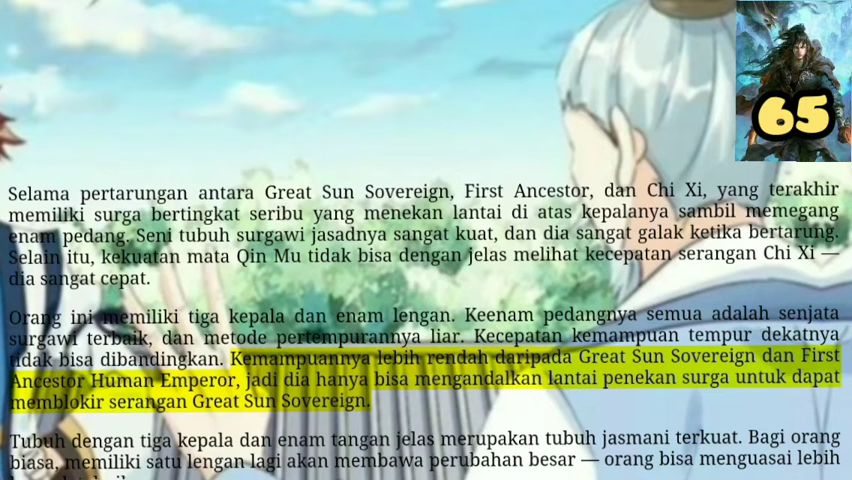 65
Selama pertarungan antara Great Sun Sovereign, First Ancestor, dan Chi Xi, yang terakhir
memiliki surga bertingkat seribu yang menekan lantai di atas kepalanya sambil memegang
enam pedang. Seni tubuh surgawi jasadnya sangat kuat, dan dia sangat galak ketika bertarung.
Selain itu, kekuatan mata Qin Mu tidak bisa dengan jelas melihat kecepatan serangan Chi Xi —
dia sangat cepat.
Orang ini memiliki tiga kepala dan enam lengan. Keenam pedangnya semua adalah senjata
surgawi terbaik, dan metode pertempurannya liar. Kecepatan kemampuan tempur dekatnya
tidak bisa dibandingkan. Kemampuannya lebih rendah daripada Great Sun Sovereign dan First
Ancestor Human Emperor, jadi dia hanya bisa mengandalkan lantai penekan surga untuk dapat
memblokir serangan Great Sun Sovereign.
Tubuh dengan tiga kepala dan enam tangan jelas merupakan tubuh jasmani terkuat. Bagi orang
biasa, memiliki satu lengan lagi akan membawa perubahan besar — orang bisa menguasai lebih